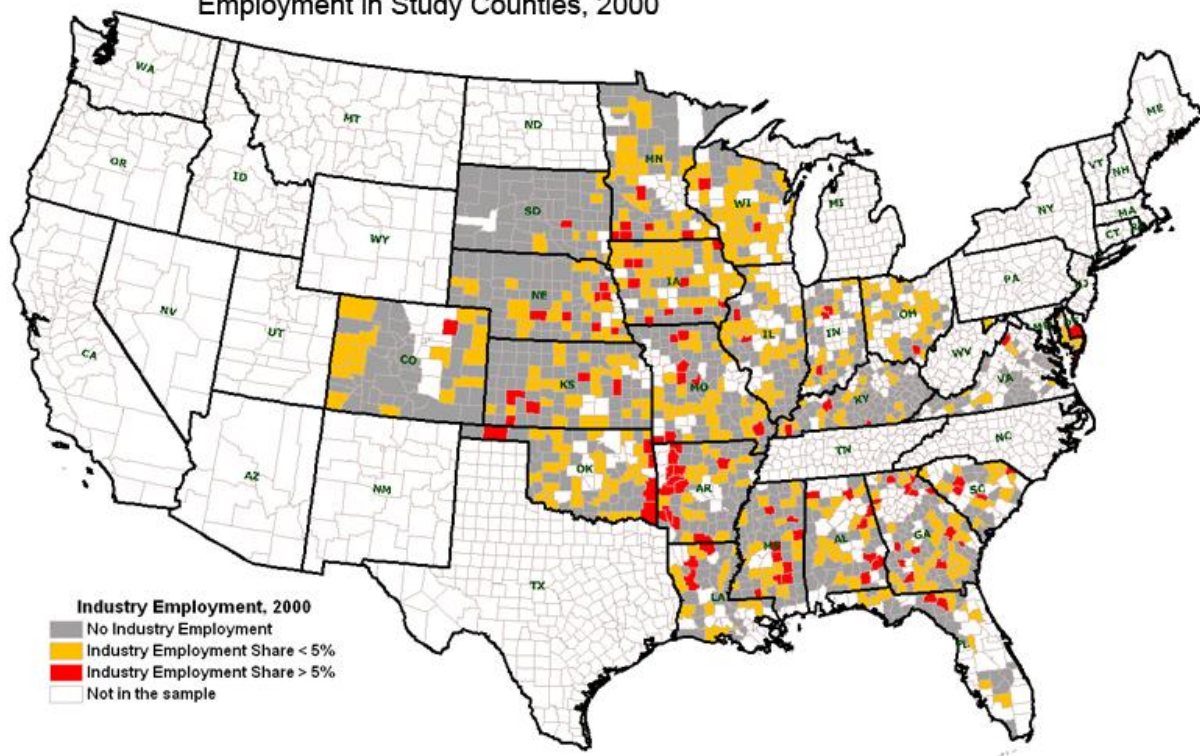 Employment in Study Counties, 2000
WA
MT
ND
MN
ME
OR
ID
SD
WI
MI
VT
NH
NY
MA
CT
WY
NE
IA
PA
NJ
NV
UT
CO
IL
IN
OH
WV
VA
CA
KS
MO
KY
AZ
NM
OK
AR
TN
NC
SC
MS
AL
GA
TX
LA
FL
Industry Employment, 2000
No Industry Employment
Industry Employment Share < 5%
Industry Employment Share > 5%
Not in the sample